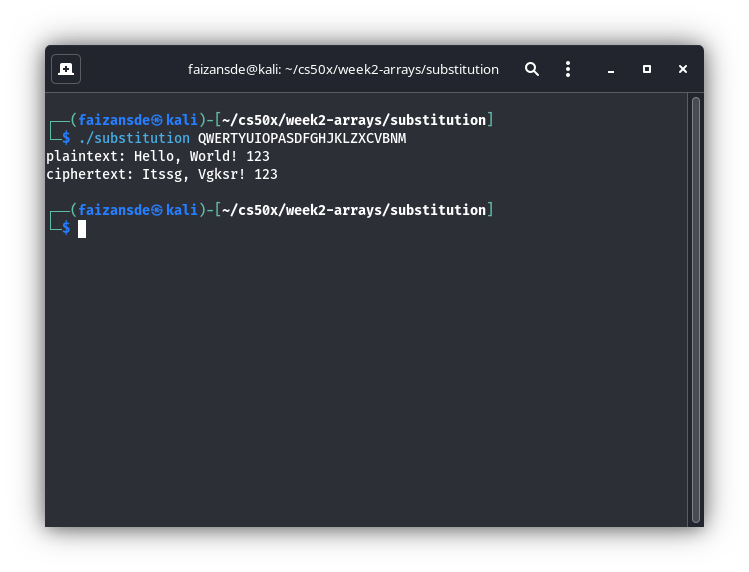 faizansde@kali: ~/cs50x/week2-arrays/substitution
┌──(faizansde㉿kali)-[~/cs50x/week2-arrays/substitution]
└─$ ./substitution QWERTYUIOPASDFGHJKLZXCVBNM
plaintext: Hello, World! 123
ciphertext: Itssg, Vgksr! 123
┌──(faizansde㉿kali)-[~/cs50x/week2-arrays/substitution]
└─$